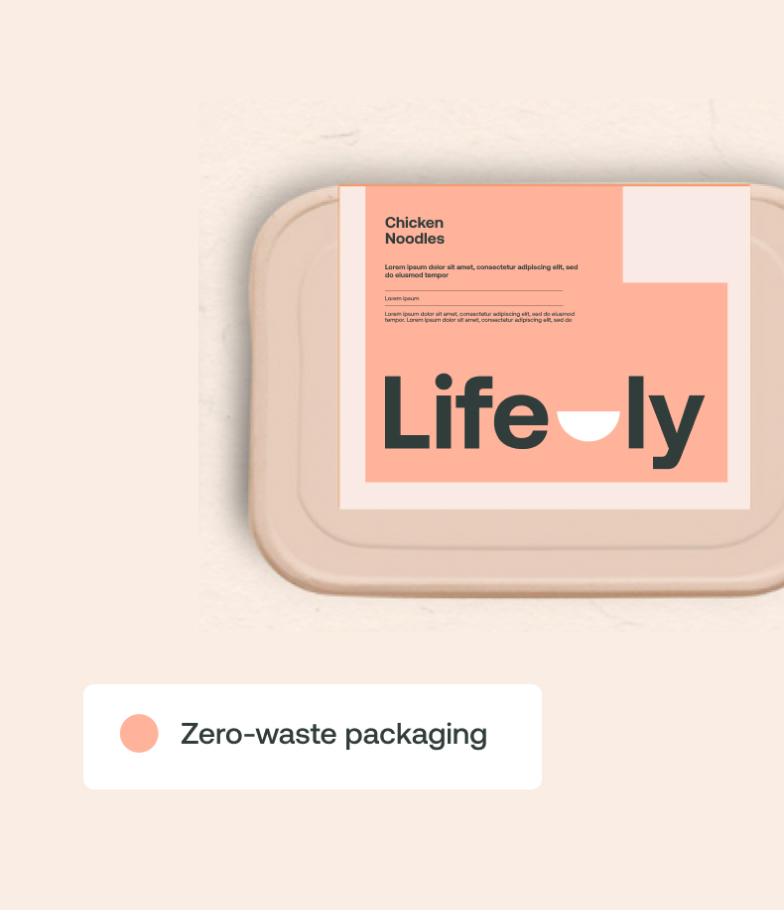 Chicken
Noodles
Lorem ipsum dolor sit amet, consectetur adipiscing elit, sed
do eiusmod tempor
Lorem ipsum
Lorem ipsum dolor sit amet, consectetur adipiscing elit, sed do eiusmod
tempor. Lorem ipsum dolor sit amet, consectetur adipiscing elit, sed do
Life ly
Zero-waste packaging